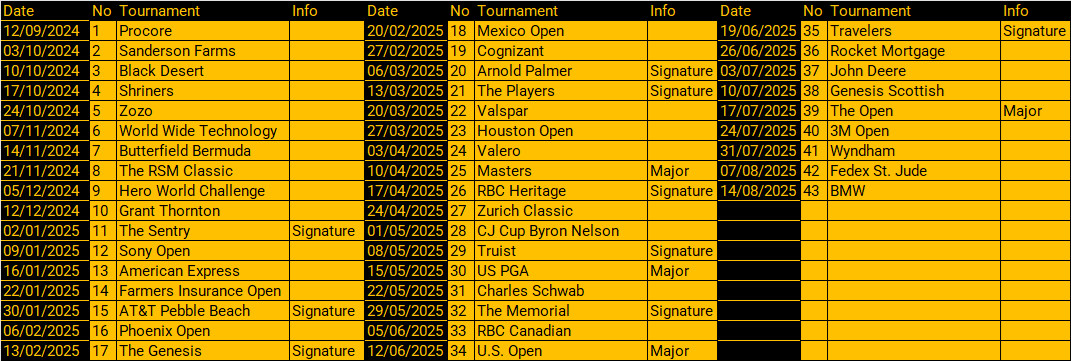 Date No Tournament Info Date No Tournament Info Date No Tournament Info
12/09/2024 1 Procore 20/02/2025 18 Mexico Open 19/06/2025 35 Travelers Signature
03/10/2024 2 Sanderson Farms 27/02/2025 19 Cognizant 26/06/2025 36 Rocket Mortgage
10/10/2024 3 Black Desert 06/03/2025 20 Arnold Palmer Signature 03/07/2025 37 John Deere
17/10/2024 4 Shriners 13/03/2025 21 The Players Signature 10/07/2025 38 Genesis Scottish
24/10/2024 5 Zozo 20/03/2025 22 Valspar 17/07/2025 39 The Open Major
07/11/2024 6 World Wide Technology 27/03/2025 23 Houston Open 24/07/2025 40 3M Open
14/11/2024 7 Butterfield Bermuda 03/04/2025 24 Valero 31/07/2025 41 Wyndham
21/11/2024 8 The RSM Classic 10/04/2025 25 Masters Major 07/08/2025 42 Fedex St. Jude
05/12/2024 9 Hero World Challenge 17/04/2025 26 RBC Heritage Signature 14/08/2025 43 BMW
12/12/2024 10 Grant Thornton 24/04/2025 27 Zurich Classic
02/01/2025 11 The Sentry Signature 01/05/2025 28 CJ Cup Byron Nelson
09/01/2025 12 Sony Open 08/05/2025 29 Truist Signature
16/01/2025 13 American Express 15/05/2025 30 US PGA Major
22/01/2025 14 Farmers Insurance Open 22/05/2025 31 Charles Schwab
30/01/2025 15 AT&T Pebble Beach Signature 29/05/2025 32 The Memorial Signature
06/02/2025 16 Phoenix Open 05/06/2025 33 RBC Canadian
13/02/2025 17 The Genesis Signature 12/06/2025 34 U.S. Open Major